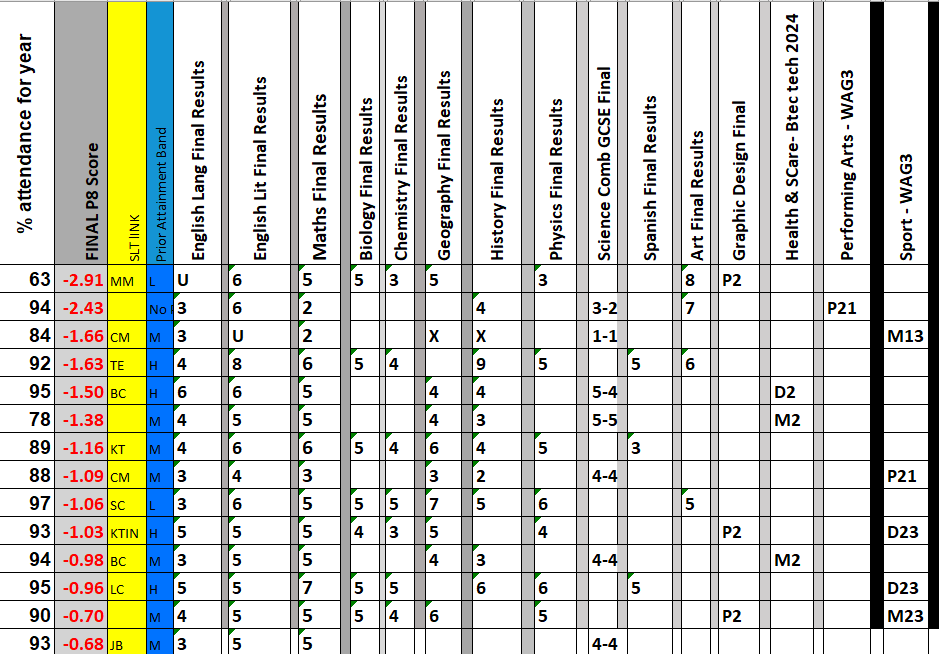 % attendance for year FINAL P8 Score SLT lINK Prior Attainment Band English Lang Final Results English Lit Final Results Maths Final Results Biology Final Results Chemistry Final Results Geography Final Results History Final Results Physics Final Results Science Comb GCSE Final Spanish Final Results Art Final Results Graphic Design Final Health & SCare- Btec tech 2024 Performing Arts - WAG3 Sport - WAG3
63 -2.91 MM L U 6 5 5 3 5 3 8 P2
94 -2.43 No 3 6 2 4 3-2 7 P21
84 -1.66 CM M 3 U 2 X X 1-1 M13
92 -1.63 TE H 4 8 6 5 4 9 5 5 6
95 -1.50 BC H 6 6 5 4 4 5-4 D2
78 -1.38 M 4 5 5 4 3 5-5 M2
89 -1.16 KT M 4 6 6 5 4 6 4 5 3
88 -1.09 CM M 3 4 3 3 2 4-4 P21
97 -1.06 SC L 3 6 5 5 5 7 5 6 5
93 -1.03 KTIN H 5 5 5 4 3 5 4 P2 D23
94 -0.98 BC M 3 5 5 4 3 4-4 M2
95 -0.96 LC H 5 5 7 5 5 6 6 5 D23
90 -0.70 M 4 5 5 5 4 6 5 P2 M23
93 -0.68 JB M 3 5 5 4-4